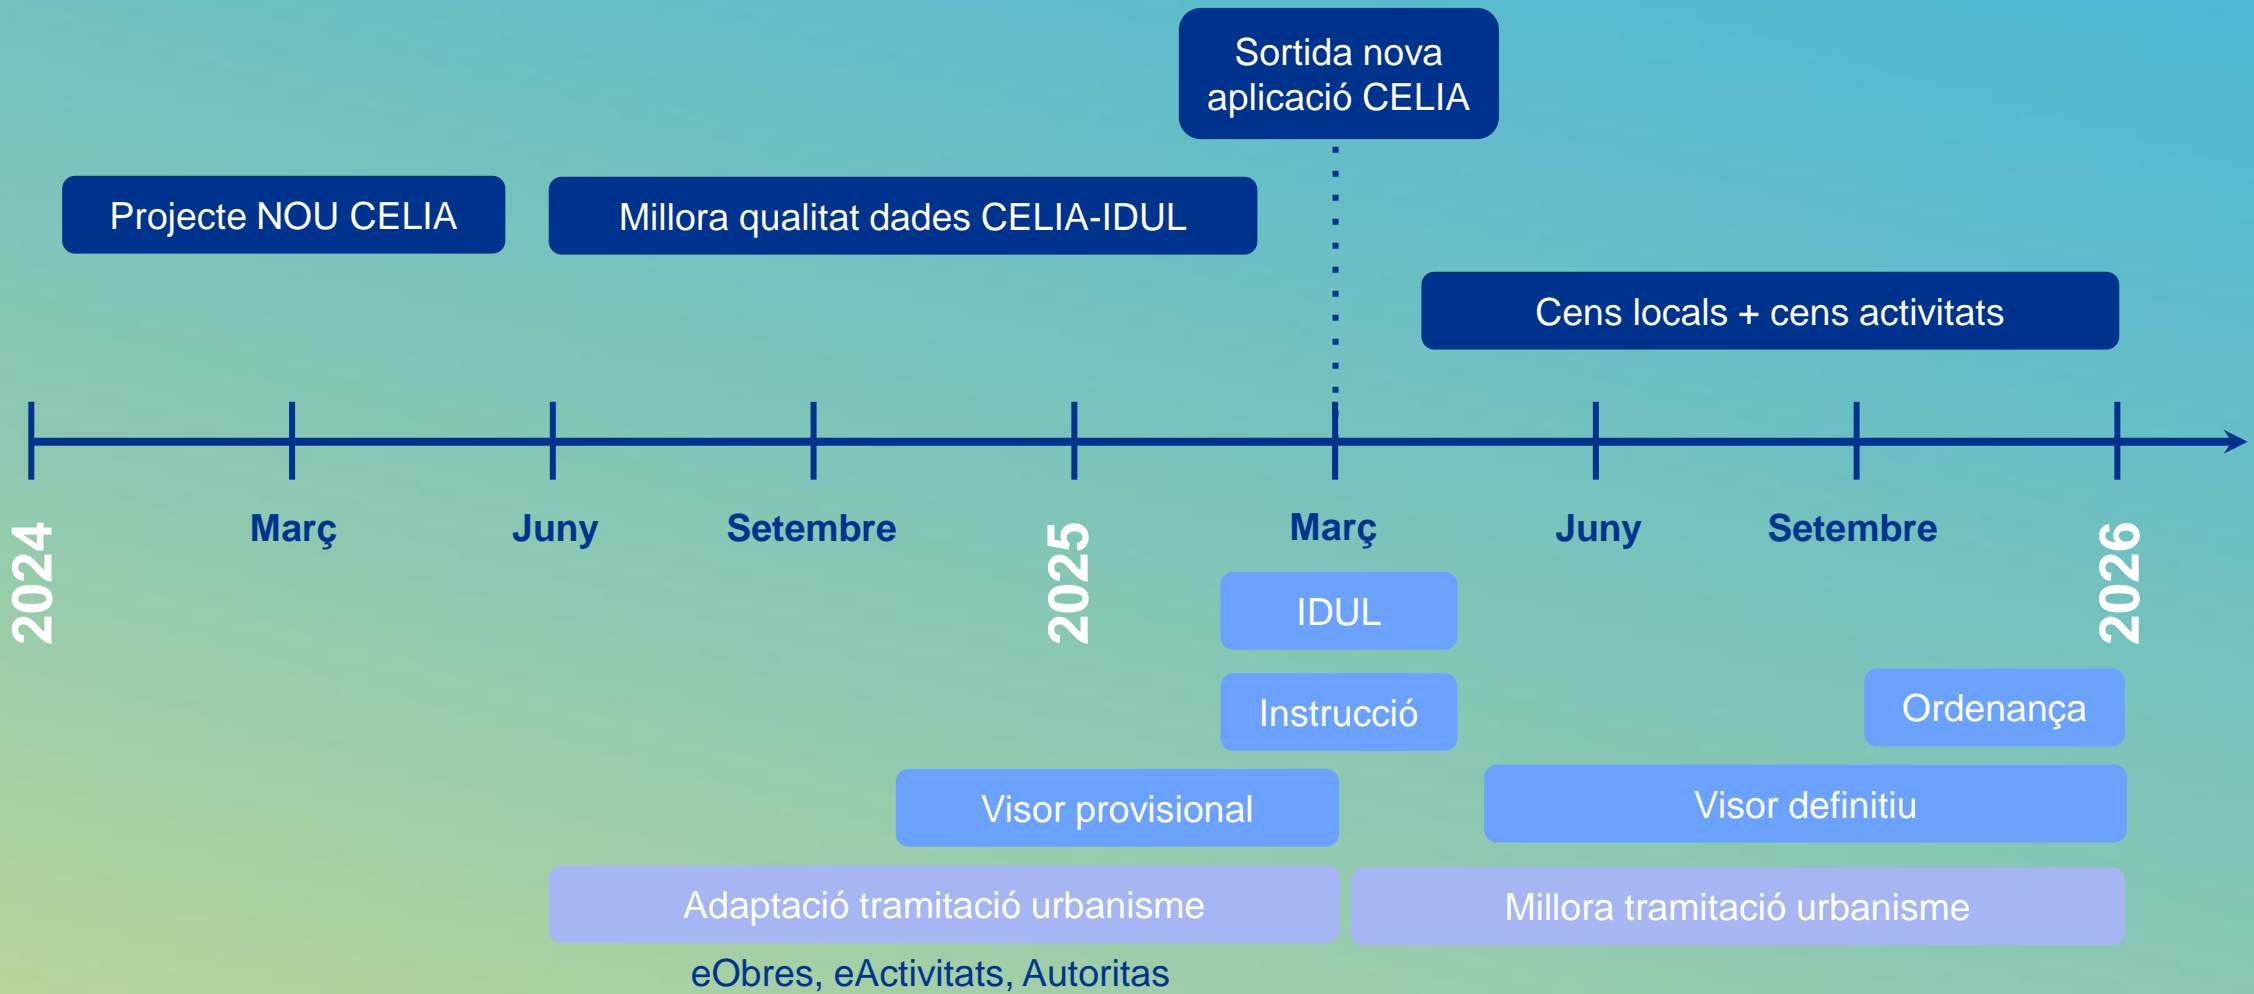 Sortida nova
aplicació CELIA
Projecte NOU CELIA
Millora qualitat dades CELIA-IDUL
Cens locals + cens activitats
2024
Març
Juny
Setembre
2025
Març
Juny
Setembre
2026
IDUL
Instrucció
Ordenança
Visor provisional
Visor definitiu
Adaptació tramitació urbanisme
Millora tramitació urbanisme
eObres, eActivitats, Autoritas